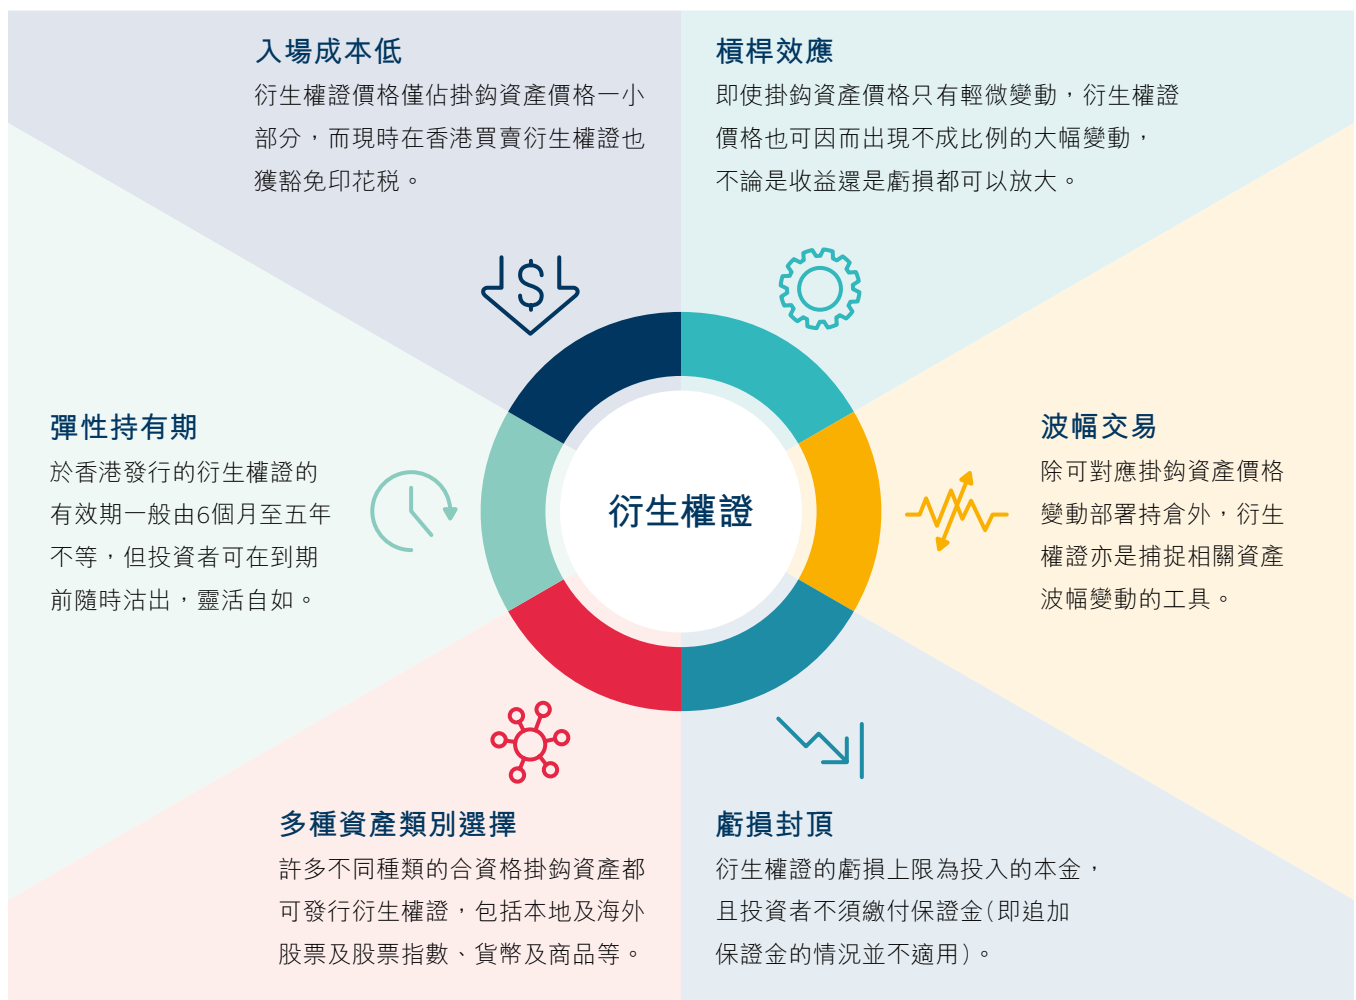 入場成本低
衍生權證價格僅佔掛鈎資產價格一小
部分，而現時在香港買賣衍生權證也
獲豁免印花稅。
槓桿效應
即使掛鈎資產價格只有輕微變動，衍生權證
價格也可因而出現不成比例的大幅變動，
不論是收益還是虧損都可以放大。
彈性持有期
於香港發行的衍生權證的
有效期一般由6個月至五年
不等，但投資者可在到期
前隨時沽出，靈活自如。
衍生權證
波幅交易
除可對應掛鈎資產價格
變動部署持倉外，衍生
權證亦是捕捉相關資產
波幅變動的工具。
多種資產類別選擇
許多不同種類的合資格掛鈎資產都
可發行衍生權證，包括本地及海外
股票及股票指數、貨幣及商品等。
虧損封頂
衍生權證的虧損上限為投入的本金，
且投資者不須繳付保證金(即追加
保證金的情況並不適用)。